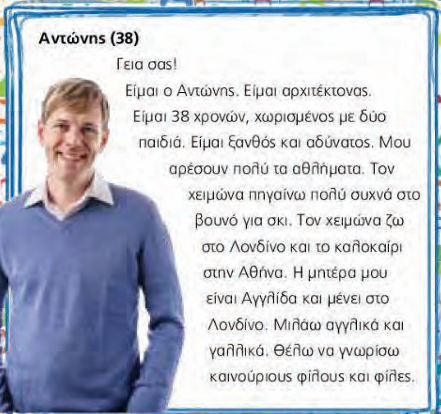 Αντώνης (38)
Γεια σας!
Είμαι ο Αντώνης. Είμαι αρχιτέκτονας.
Είμαι 38 χρονών, χωρισμένος με δύο
παιδιά. Είμαι ξανθός και αδύνατος. Μου
αρέσουν πολύ τα αθλήματα. Τον
χειμώνα πηγαίνω πολύ συχνά στο
βουνό για σκι. Τον χειμώνα ζω
στο Λονδίνο και το καλοκαίρι
στην Αθήνα. Η μητέρα μου
είναι Αγγλίδα και μένει στο
Λονδίνο. Μιλάω αγγλικά και
γαλλικά. Θέλω να γνωρίσω
καινούριους φίλους και φίλες.